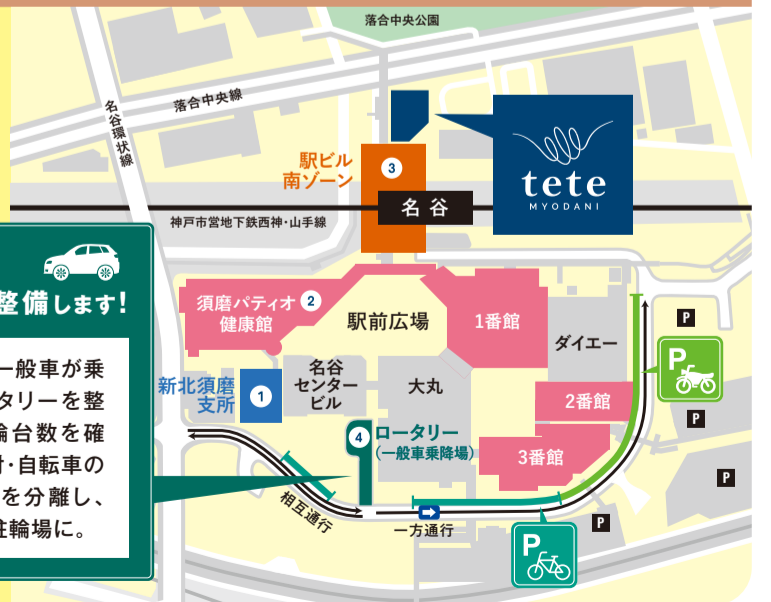 落合中央公園
落合中央線
名谷環状線
駅ビル
南ゾーン
3
名谷
tete
MYODANI
神戸市営地下鉄西神・山手線
整備します!
一般車が乗
タリーを整
輪台数を確
・自転車の
を分離し、
駐輪場に。
須磨パティオ
健康館
2
駅前広場
1番館
ダイエー
新北須磨
支所
1
名谷
センター
ビル
大丸
2番館
3番館
4
ロータリー
(一般車乗降場)
相互通行
一方通行
P
P
P
P
P
P